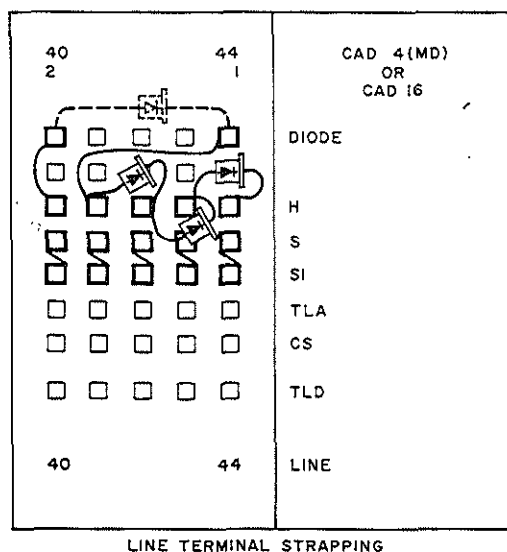 40 44 CAD 4(MD)
2 1 OR
CAD 16
DIODE
H
S
SI
TLA
CS
TLD
40 44 LINE
LINE TERMINAL STRAPPING